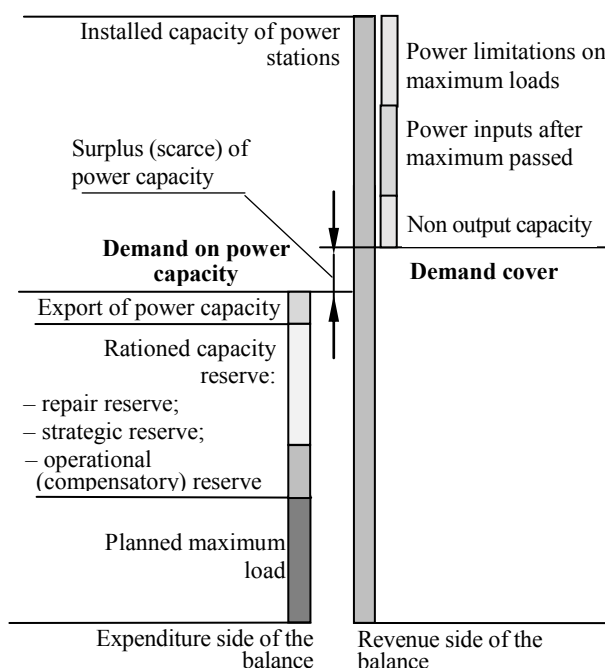 Installed capacity of power
stations
Power limitations on
maximum loads
Power inputs after
maximum passed
Surplus (scarce) of
power capacity
Non output capacity
Demand on power
capacity
Demand cover
Export of power capacity
Rationed capacity
reserve:
– repair reserve;
– strategic reserve;
– operational
(compensatory) reserve
Planned maximum
load
Expenditure side of the
balance
Revenue side of the
balance